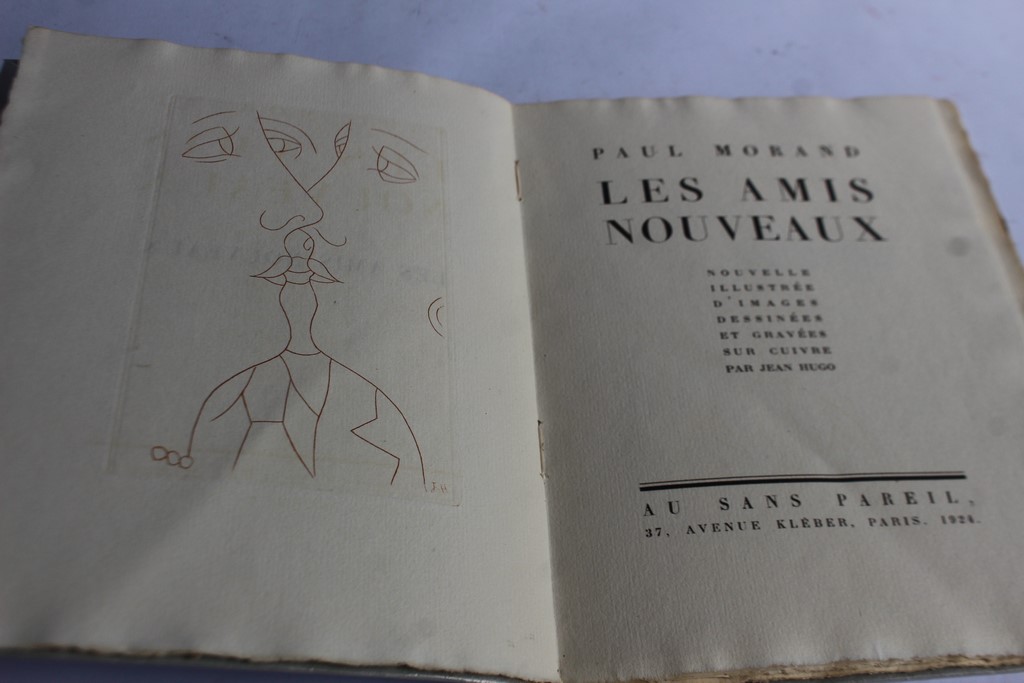 J.H
PAUL MORAND
LES AMIS
NOUVEAUX
NOUVELLE
ILLUSTRÉE
D'IMAGES
DESSINÉES
ET GRAVÉES
SUR CUIVRE
PAR JEAN HUGO
AU SANS PAREIL,
37, AVENUE KLÉBER, PARIS. 1924.